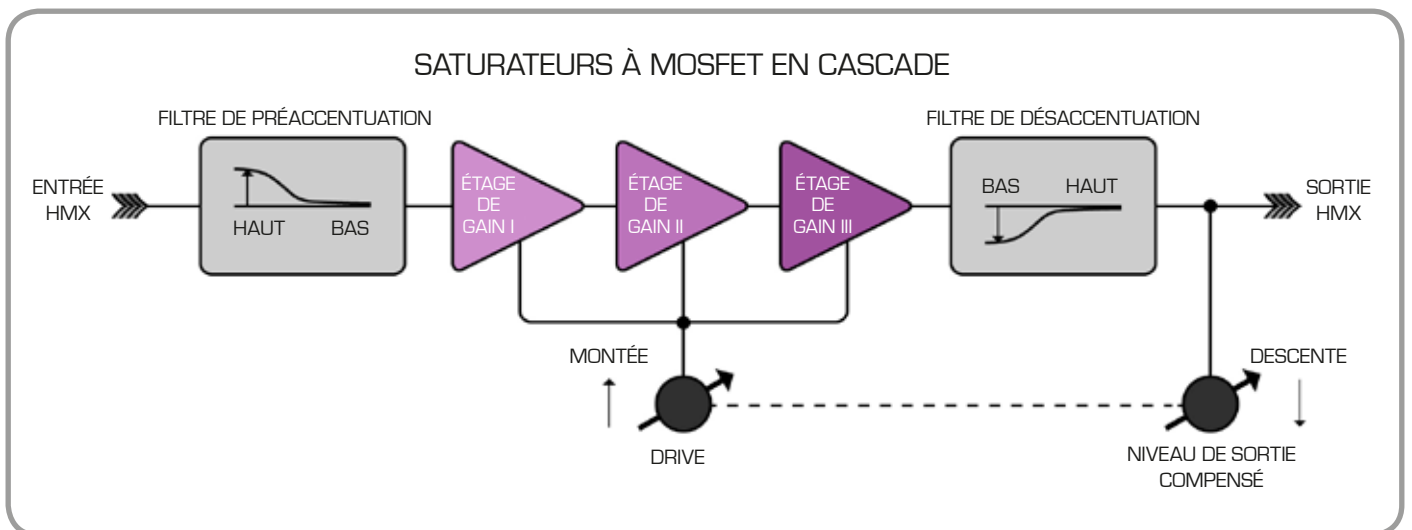 SATURATEURS À MOSFET EN CASCADE
FILTRE DE PRÉACCENTUATION
FILTRE DE DÉSACCENTUATION
ENTRÉE
HMX
HAUT BAS
ÉTAGE
DE
GAIN I
ÉTAGE
DE
GAIN II
ÉTAGE
DE
GAIN III
BAS HAUT
SORTIE
HMX
MONTÉE
DRIVE
DESCENTE
NIVEAU DE SORTIE
COMPENSÉ